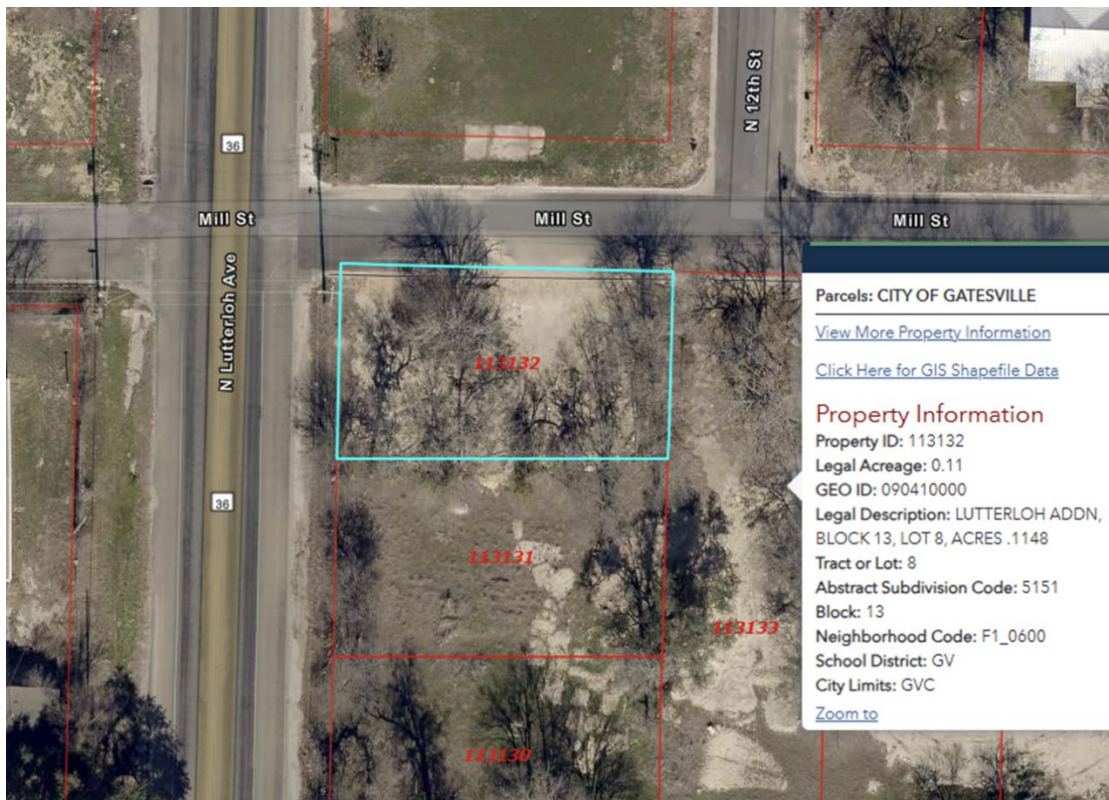 N 12th St
36
Mill St
Mill St
Mill St
N Lutterloh Ave
113132
36
113131
113133
113130
Parcels: CITY OF GATESVILLE
View More Property Information
Click Here for GIS Shapefile Data
Property Information
Property ID: 113132
Legal Acreage: 0.11
GEO ID: 090410000
Legal Description: LUTTERLOH ADDN,
BLOCK 13, LOT 8, ACRES .1148
Tract or Lot: 8
Abstract Subdivision Code: 5151
Block: 13
Neighborhood Code: F1_0600
School District: GV
City Limits: GVC
Zoom to